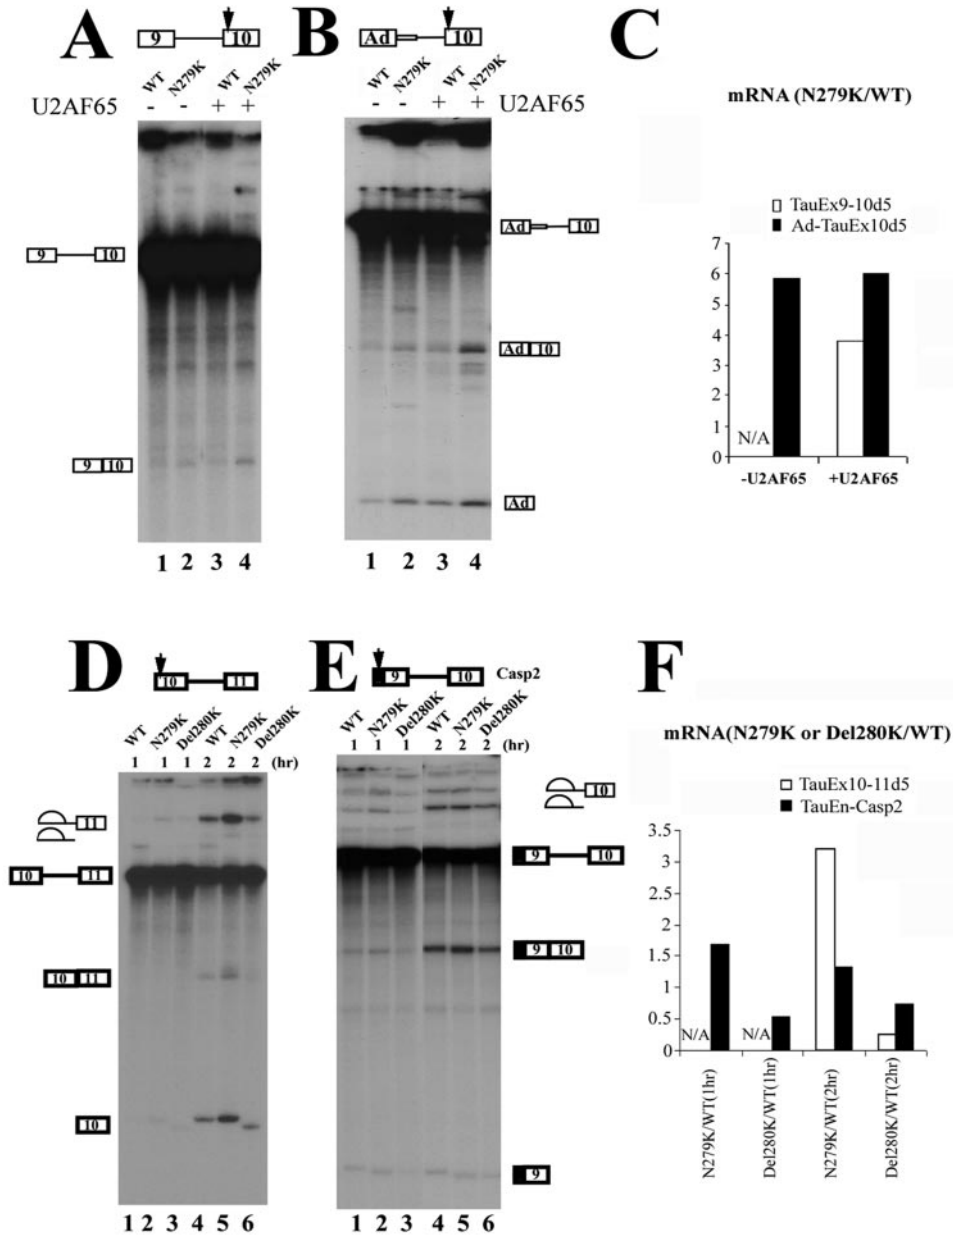 A
9 10
WT N279K WT N279K
U2AF65 - - + +
9 10
9 10
1 2 3 4
B
Ad 10
WT N279K WT N279K
- - + + U2AF65
Ad 10
Ad 10
Ad
1 2 3 4
C
mRNA (N279K/WT)
TauEx9-10d5
Ad-TauEx10d5
7
6
5
4
3
2
1
0
N/A
-U2AF65 +U2AF65
D
10 11
WT N279K Del280K WT N279K Del280K
1 1 1 2 2 2 (hr)
11
10 11
10 11
10
1 2 3 4 5 6
E
9 10 Casp2
WT N279K Del280K WT N279K Del280K
1 1 1 2 2 2 (hr)
10
9 10
9 10
9
1 2 3 4 5 6
F
mRNA(N279K or Del280K/WT)
TauEx10-11d5
TauEn-Casp2
3.5
3
2.5
2
1.5
1
0.5
0
N/A N/A
N279K/WT(1hr)
Del280K/WT(1hr)
N279K/WT(2hr)
Del280K/WT(2hr)